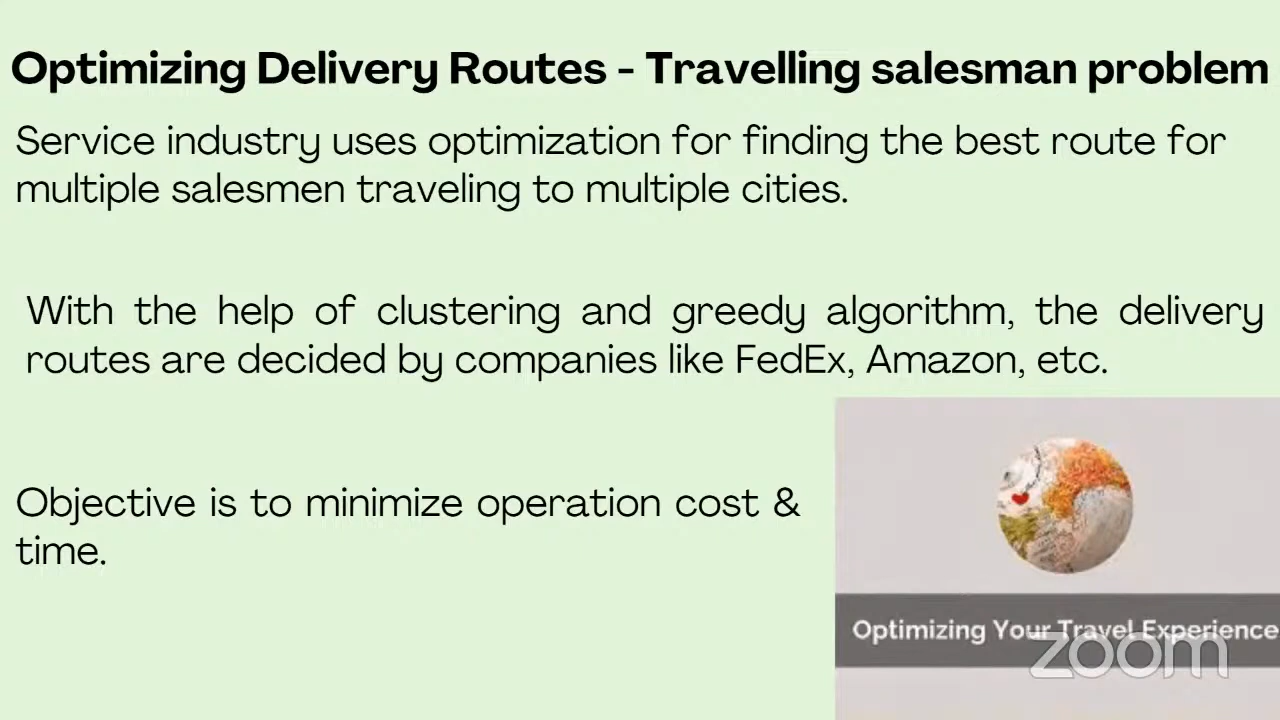 Optimizing Delivery Routes - Travelling salesman problem
Service industry uses optimization for finding the best route for
multiple salesmen traveling to multiple cities.
With the help of clustering and greedy algorithm, the delivery
routes are decided by companies like FedEx, Amazon, etc.
Objective is to minimize operation cost &
time.
Optimizing Your Travel Experience
zoom